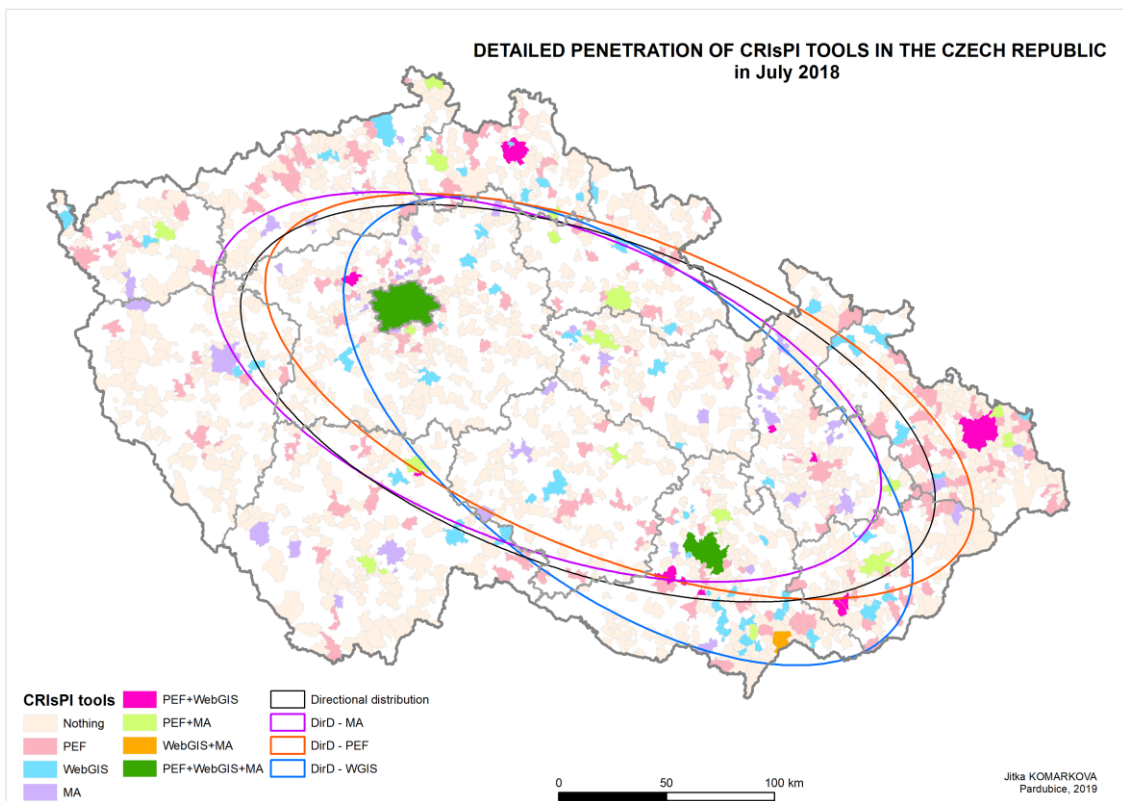 DETAILED PENETRATION OF CRIsPI TOOLS IN THE CZECH REPUBLIC
in July 2018
CRIsPI tools
Nothing
PEF
WebGIS
MA
PEF+WebGIS
PEF+MA
WebGIS+MA
PEF+WebGIS+MA
Directional distribution
DirD - MA
DirD - PEF
DirD - WGIS
0 50 100 km
Jitka KOMARKOVA
Pardubice, 2019